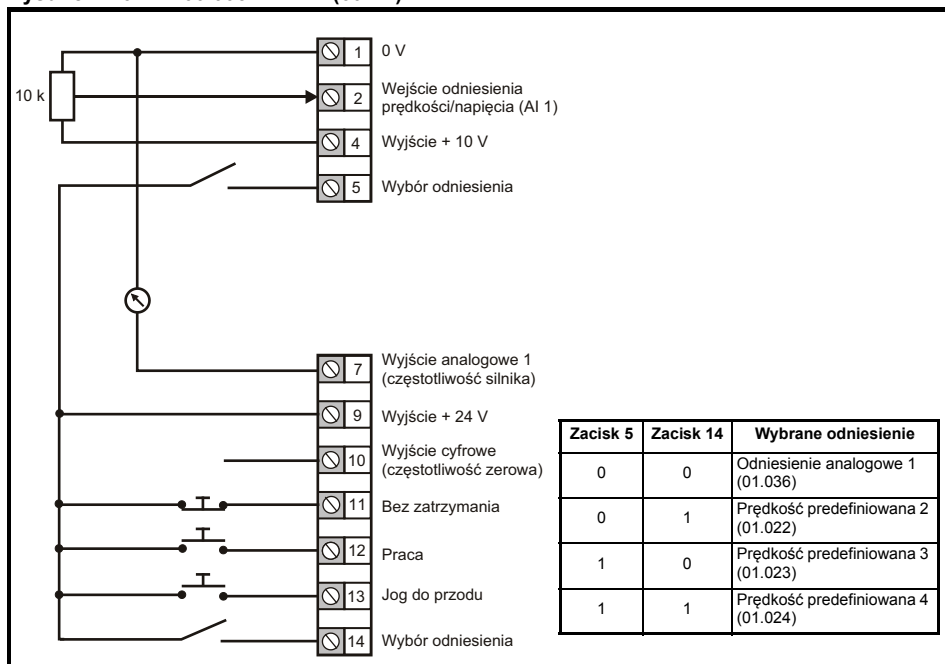 10 k
1 0 V
2 Wejście odniesienia
prędkości/napięcia (AI 1)
4 Wyjście + 10 V
5 Wybór odniesienia
7 Wyjście analogowe 1
(częstotliwość silnika)
9 Wyjście + 24 V
10 Wyjście cyfrowe
(częstotliwość zerowa)
11 Bez zatrzymania
12 Praca
13 Jog do przodu
14 Wybór odniesienia
Zacisk 5 Zacisk 14 Wybrane odniesienie
0 0 Odniesienie analogowe 1
(01.036)
0 1 Prędkość predefiniowana 2
(01.022)
1 0 Prędkość predefiniowana 3
(01.023)
1 1 Prędkość predefiniowana 4
(01.024)